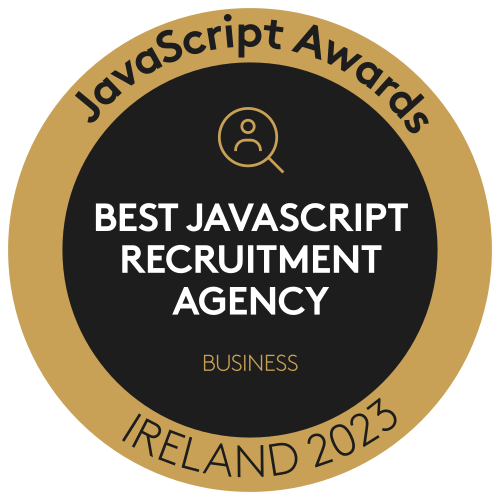 JavaScript Awards
BEST JAVASCRIPT
RECRUITMENT
AGENCY
BUSINESS
IRELAND 2023